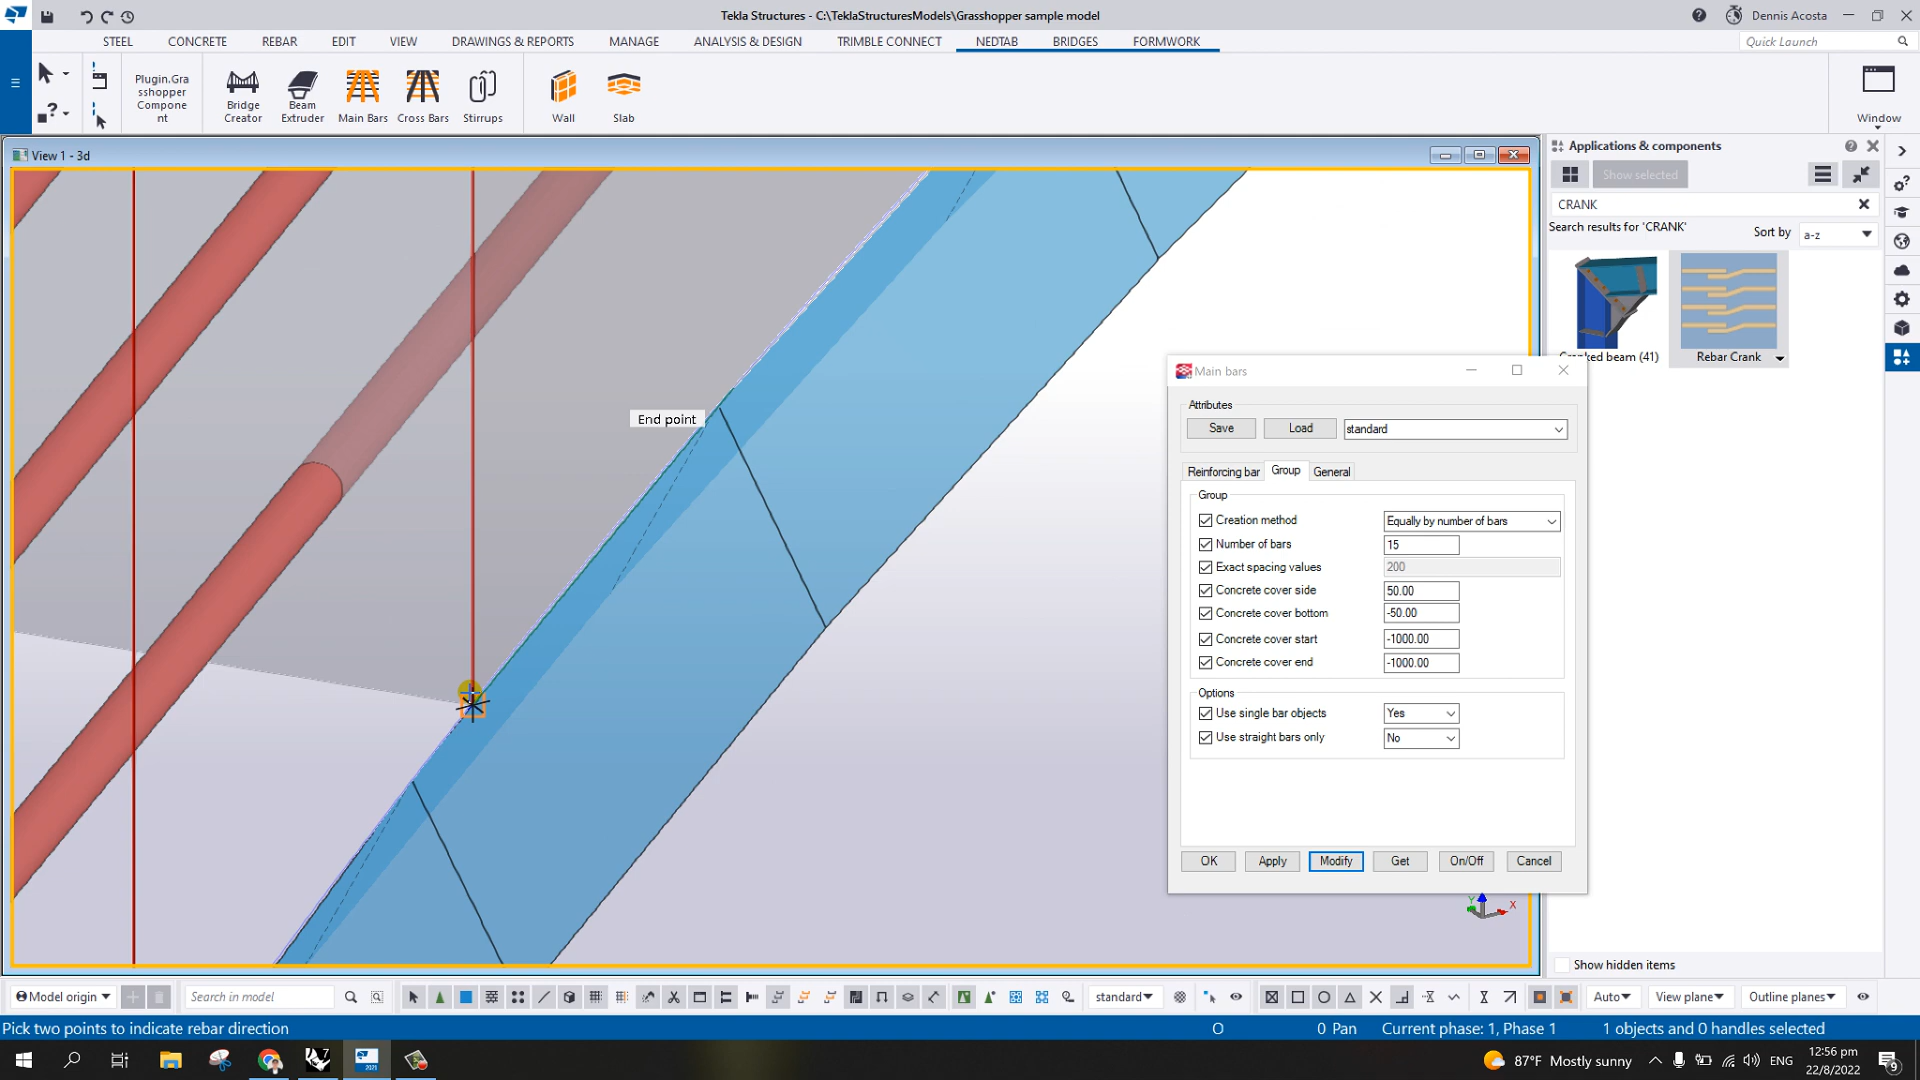 Tekla Structures - C:\TeklaStructuresModels\Grasshopper sample model
Dennis Acosta
STEEL CONCRETE REBAR EDIT VIEW DRAWINGS & REPORTS MANAGE ANALYSIS & DESIGN TRIMBLE CONNECT NEDTAB BRIDGES FORMWORK
Quick Launch
Plugin.Gra
sshopper
Compone
nt
Bridge
Creator
Beam
Extruder
Main Bars
Cross Bars
Stirrups
Wall
Slab
Window
View 1 - 3d
Applications & components
Show selected
CRANK
Search results for 'CRANK'
Sort by
a-z
Cranked beam (41)
Rebar Crank
End point
Main bars
Attributes
Save Load standard
Reinforcing bar Group General
Group
Creation method Equally by number of bars
Number of bars 15
Exact spacing values 200
Concrete cover side 50.00
Concrete cover bottom -50.00
Concrete cover start -1000.00
Concrete cover end -1000.00
Options
Use single bar objects Yes
Use straight bars only No
OK Apply Modify Get On/Off Cancel
Y
X
Show hidden items
Model origin Search in model standard Auto View plane Outline planes
Pick two points to indicate rebar direction O 0 Pan Current phase: 1, Phase 1 1 objects and 0 handles selected
7
2021
87°F Mostly sunny
ENG
12:56 pm
22/8/2022
9